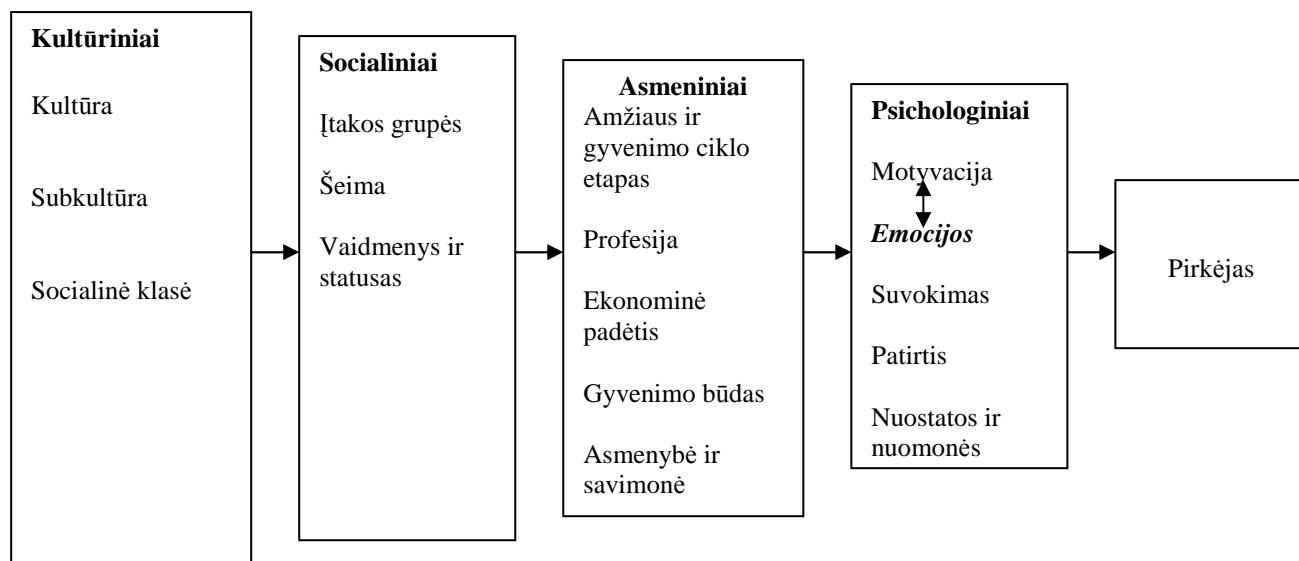 Kultūriniai
Kultūra
Subkultūra
Socialinė klasė
Socialiniai
Įtakos grupės
Šeima
Vaidmenys ir
statusas
Asmeniniai
Amžiaus ir
gyvenimo ciklo
etapas
Profesija
Ekonominė
padėtis
Gyvenimo būdas
Asmenybė ir
savimonė
Psichologiniai
Motyvacija
Emocijos
Suvokimas
Patirtis
Nuostatos ir
nuomonės
Pirkėjas